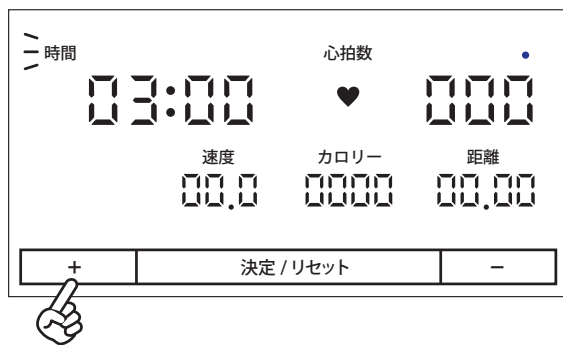 時間 心拍数
03:00 000
速度 カロリー 距離
00.0 0000 00.00
+ 決定 / リセット −